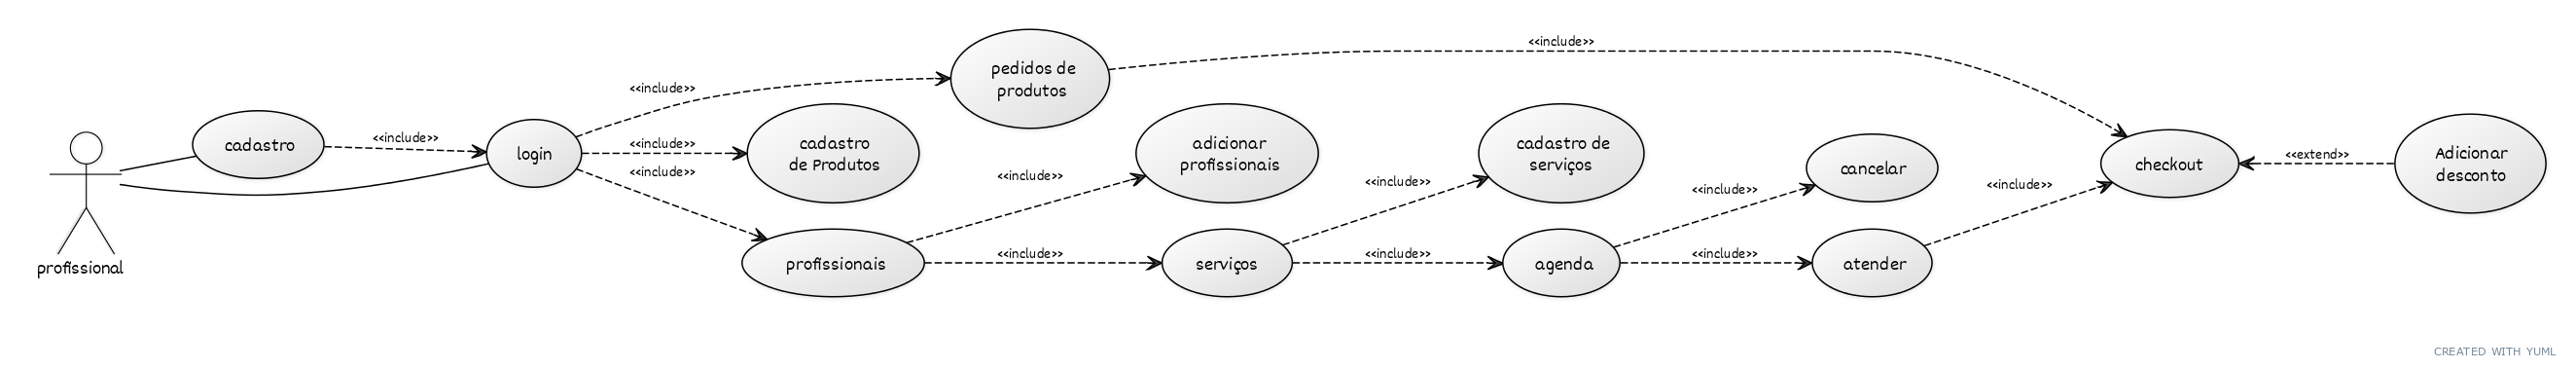 profissional
cadastro
<<include>>
login
<<include>>
<<include>>
<<include>>
pedidos de
produtos
cadastro
de Produtos
profissionais
<<include>>
<<include>>
<<include>>
adicionar
profissionais
serviços
<<include>>
<<include>>
cadastro de
serviços
agenda
<<include>>
<<include>>
cancelar
atender
<<include>>
checkout
<<extend>>
Adicionar
desconto
CREATED WITH YUML